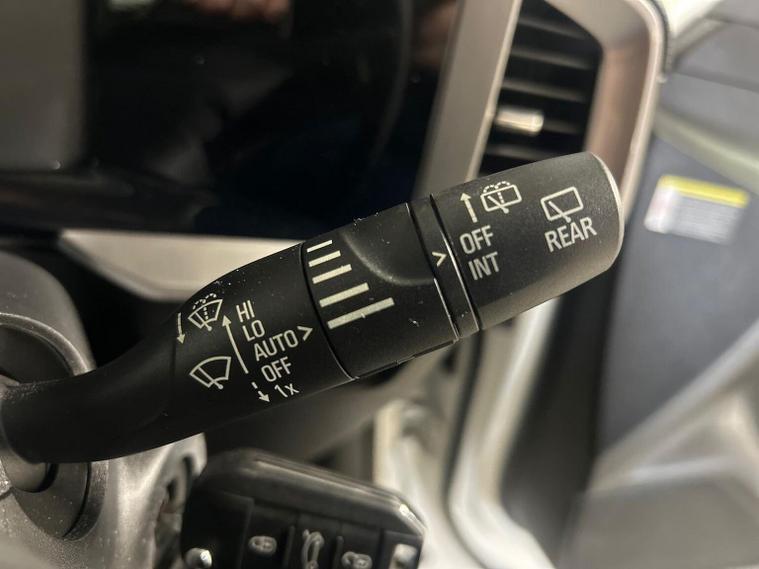 HI
LO
AUTO >
OFF
1x
>
OFF
INT
REAR